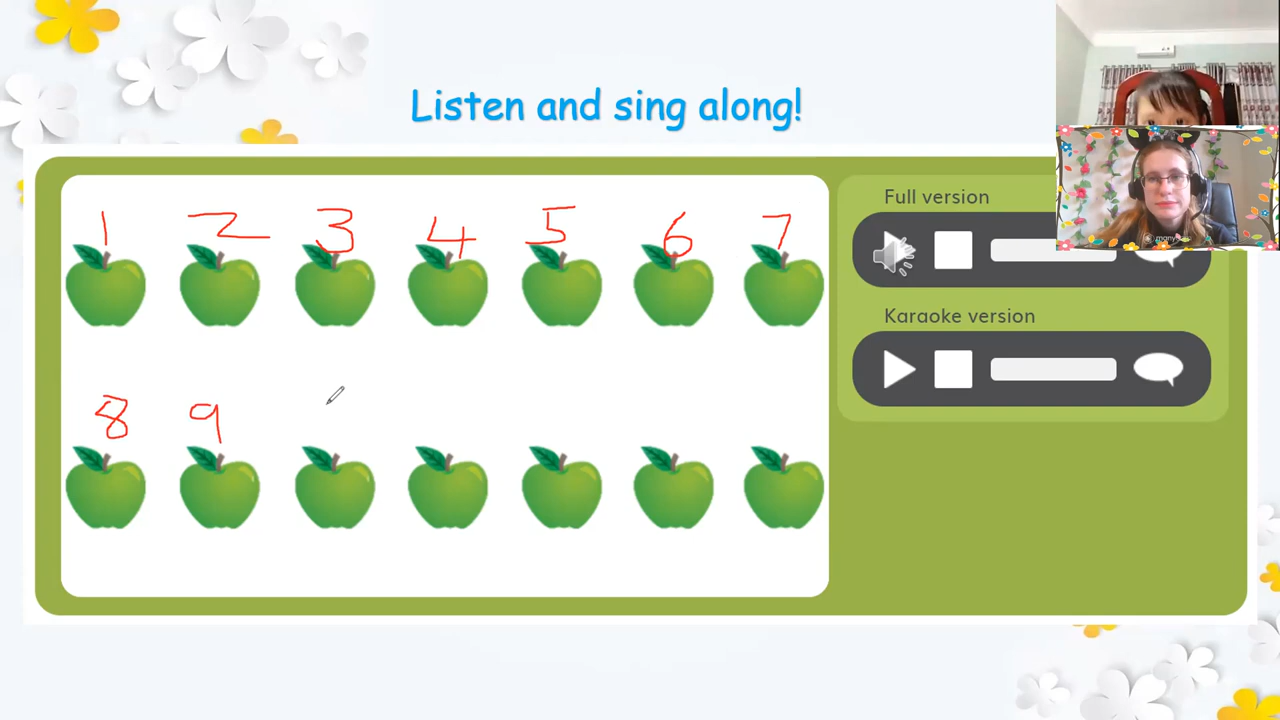 Listen and sing along!
Full version
1 2 3 4 5 6 7
Karaoke version
8 9